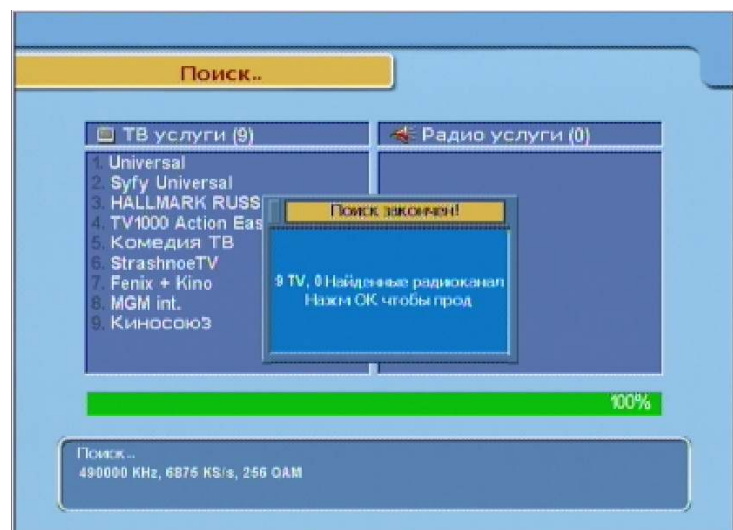 Поиск..
ТВ услуги (9)
Радио услуги (0)
1. Universal
2. Syfy Universal
3. HALLMARK RUSS
4. TV1000 Action Eas
5. Комедия ТВ
6. StrashnoeTV
7. Fenix + Кино
8. MGM int.
9. Киносоюз
Поиск закончен!
9 TV, 0 Найденные радиоканал
Нажм OK чтобы прод
100%
Поиск...
490000 KHz, 6875 KS/s, 256 QAM